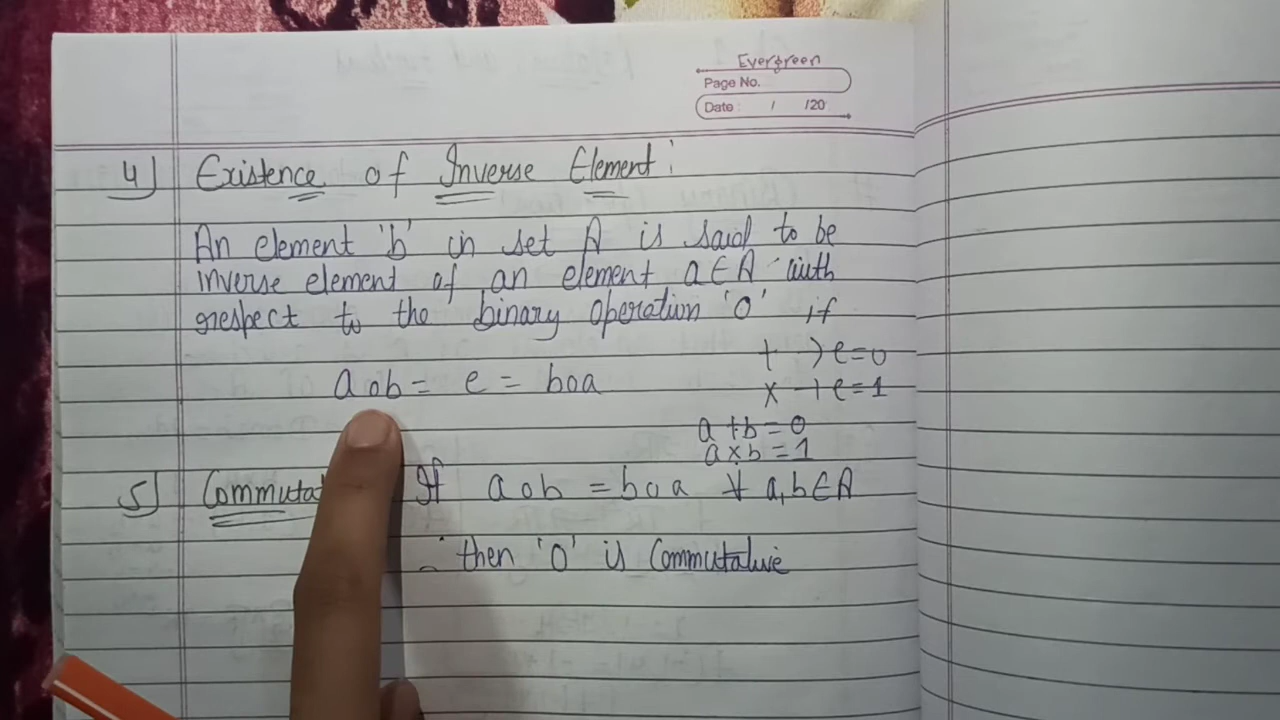 Evergreen
Page No.
Date : / /20
4) Existence of Inverse Element :
An element 'b' in set A is said to be
inverse element of an element a∈A with
respect to the binary operation 'O' if
+ → e=0
a o b = e = b o a
x → e=1
a + b = 0
a x b = 1
5) Commutat If a o b = b o a ∀ a, b ∈ A
then 'O' is Commutative